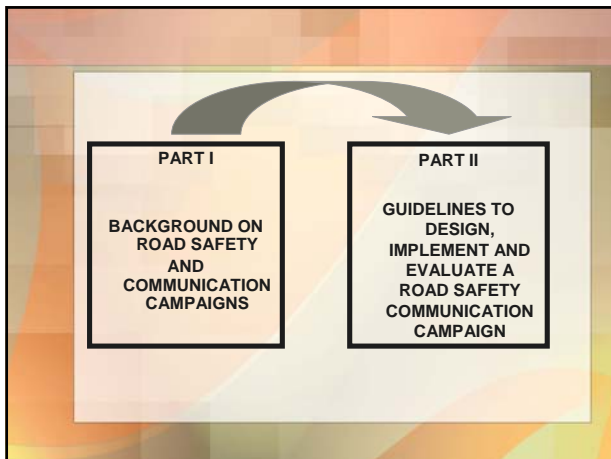 PART I
BACKGROUND ON
ROAD SAFETY
AND
COMMUNICATION
CAMPAIGNS
PART II
GUIDELINES TO
DESIGN,
IMPLEMENT AND
EVALUATE A
ROAD SAFETY
COMMUNICATION
CAMPAIGN